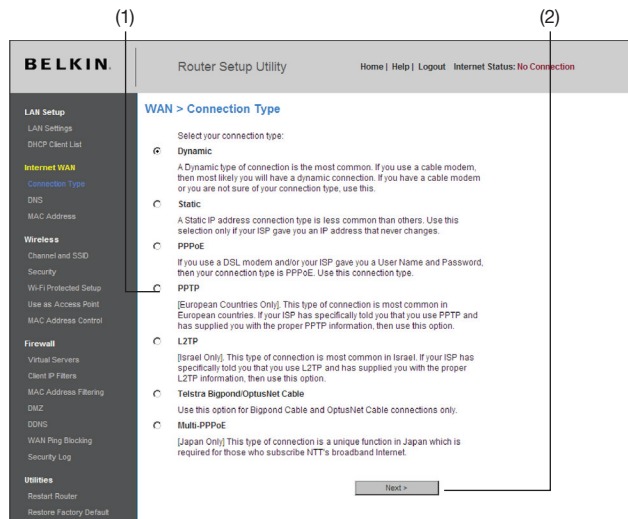 (1)
(2)
BELKIN.
Router Setup Utility
Home | Help | Logout Internet Status: No Connection
LAN Setup
LAN Settings
DHCP Client List
Internet WAN
Connection Type
DNS
MAC Address
Wireless
Channel and SSID
Security
Wi-Fi Protected Setup
Use as Access Point
MAC Address Control
Firewall
Virtual Servers
Client IP Filters
MAC Address Filtering
DMZ
DDNS
WAN Ping Blocking
Security Log
Utilities
Restart Router
Restore Factory Default
WAN > Connection Type
Select your connection type:
Dynamic
A Dynamic type of connection is the most common. If you use a cable modem,
then most likely you will have a dynamic connection. If you have a cable modem
or you are not sure of your connection type, use this.
Static
A Static IP address connection type is less common than others. Use this
selection only if your ISP gave you an IP address that never changes.
PPPoE
If you use a DSL modem and/or your ISP gave you a User Name and Password,
then your connection type is PPPoE. Use this connection type.
PPTP
[European Countries Only]. This type of connection is most common in
European countries. If your ISP has specifically told you that you use PPTP and
has supplied you with the proper PPTP information, then use this option.
L2TP
[Israel Only]. This type of connection is most common in Israel. If your ISP has
specifically told you that you use L2TP and has supplied you with the proper
L2TP information, then use this option.
Telstra Bigpond/OptusNet Cable
Use this option for Bigpond Cable and OptusNet Cable connections only.
Multi-PPPoE
[Japan Only] This type of connection is a unique function in Japan which is
required for those who subscribe NTT's broadband Internet.
Next >